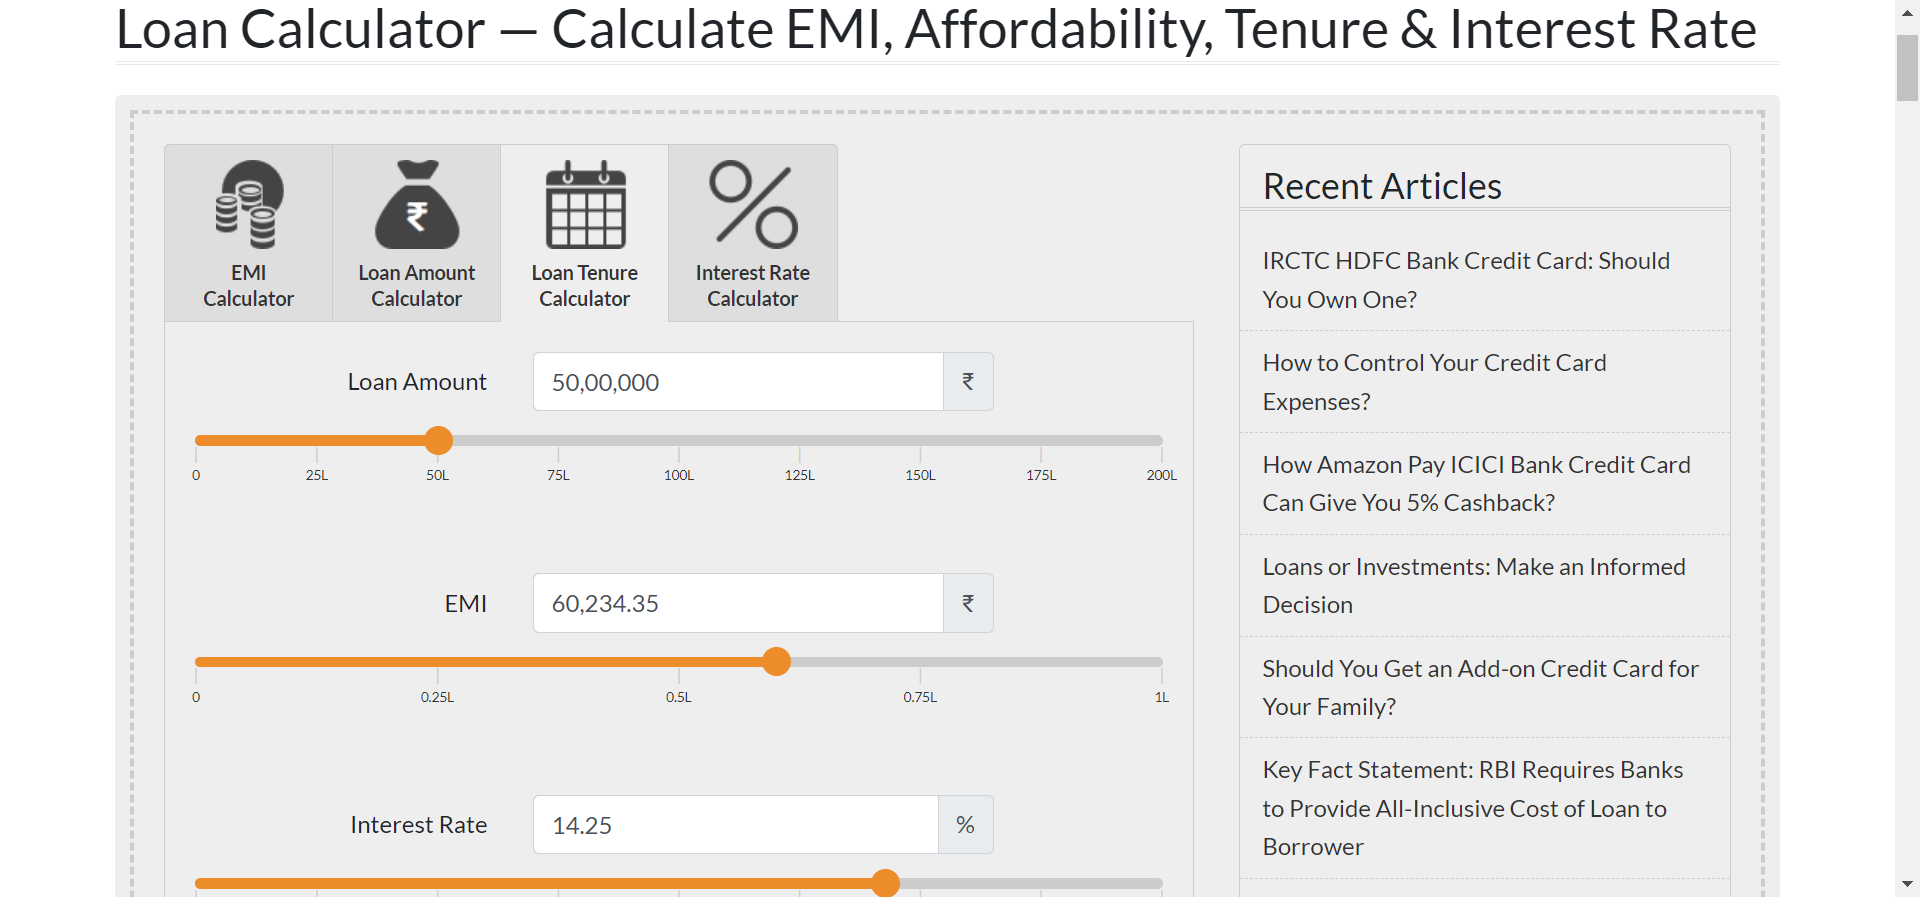 Loan Calculator — Calculate EMI, Affordability, Tenure & Interest Rate
EMI
Calculator
₹
Loan Amount
Calculator
Loan Tenure
Calculator
Interest Rate
Calculator
Loan Amount
50,00,000
₹
0 25L 50L 75L 100L 125L 150L 175L 200L
EMI
60,234.35
₹
0 0.25L 0.5L 0.75L 1L
Interest Rate
14.25
%
Recent Articles
IRCTC HDFC Bank Credit Card: Should
You Own One?
How to Control Your Credit Card
Expenses?
How Amazon Pay ICICI Bank Credit Card
Can Give You 5% Cashback?
Loans or Investments: Make an Informed
Decision
Should You Get an Add-on Credit Card for
Your Family?
Key Fact Statement: RBI Requires Banks
to Provide All-Inclusive Cost of Loan to
Borrower